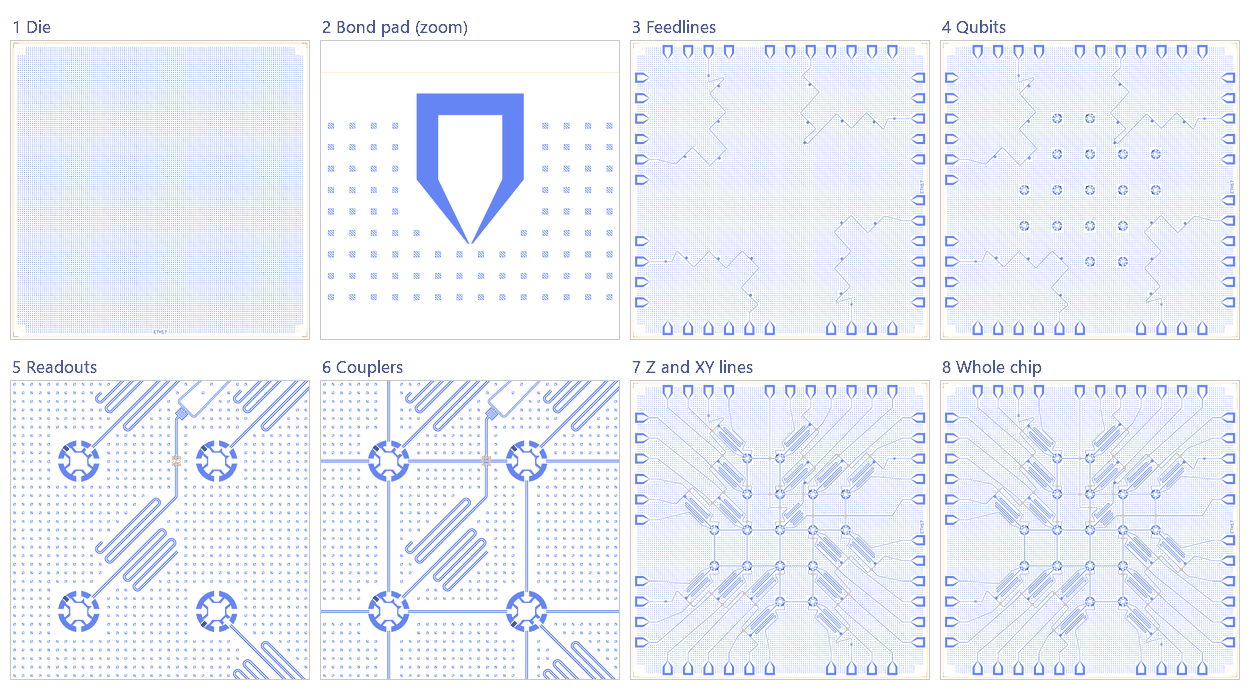 1 Die
2 Bond pad (zoom)
3 Feedlines
4 Qubits
5 Readouts
6 Couplers
7 Z and XY lines
8 Whole chip